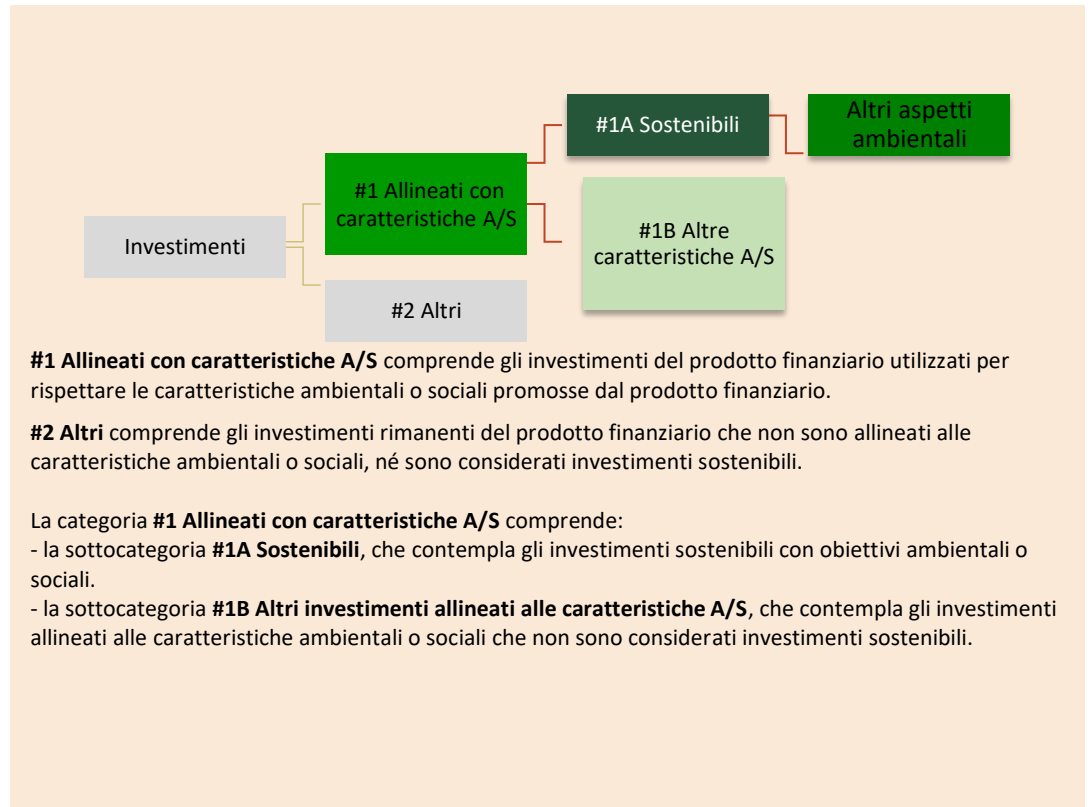 #1A Sostenibili
Altri aspetti
ambientali
#1 Allineati con
caratteristiche A/S
#1B Altre
caratteristiche A/S
Investimenti
#2 Altri
#1 Allineati con caratteristiche A/S comprende gli investimenti del prodotto finanziario utilizzati per
rispettare le caratteristiche ambientali o sociali promosse dal prodotto finanziario.
#2 Altri comprende gli investimenti rimanenti del prodotto finanziario che non sono allineati alle
caratteristiche ambientali o sociali, né sono considerati investimenti sostenibili.
La categoria #1 Allineati con caratteristiche A/S comprende:
- la sottocategoria #1A Sostenibili, che contempla gli investimenti sostenibili con obiettivi ambientali o
sociali.
- la sottocategoria #1B Altri investimenti allineati alle caratteristiche A/S, che contempla gli investimenti
allineati alle caratteristiche ambientali o sociali che non sono considerati investimenti sostenibili.